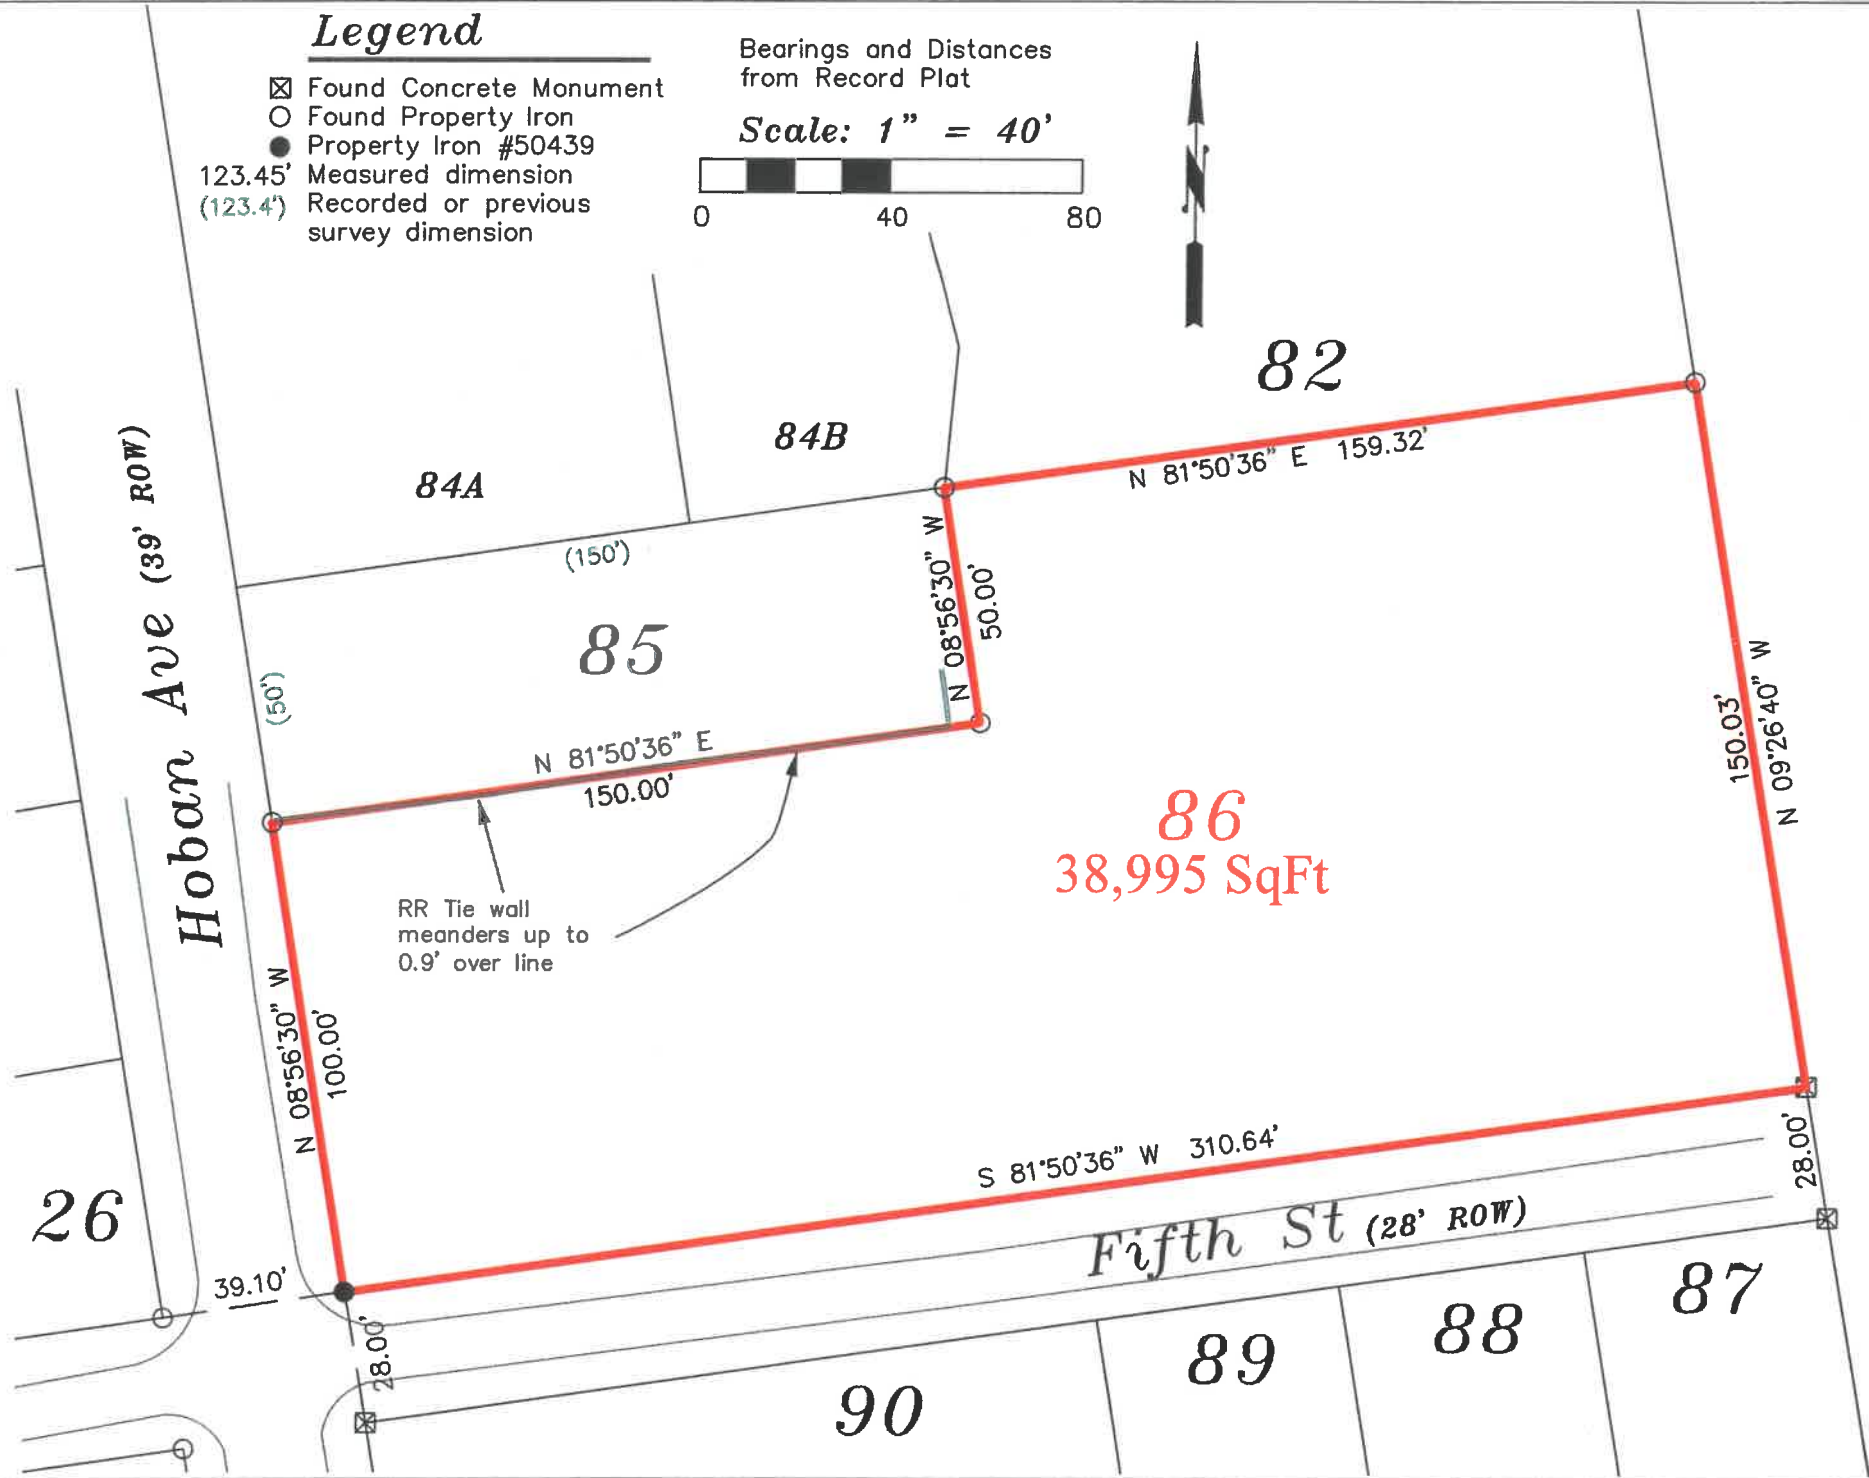 Legend
Found Concrete Monument
Found Property Iron
Property Iron #50439
123.45' Measured dimension
(123.4') Recorded or previous
survey dimension
Bearings and Distances
from Record Plat
Scale: 1" = 40'
0 40 80
N
82
84B
84A
N 81°50'36" E 159.32'
(150')
85
(50')
N 08°56'30" W
50.00'
N 81°50'36" E
150.00'
Hoban Ave (39' ROW)
86
38,995 SqFt
150.03'
N 09°26'40" W
RR Tie wall
meanders up to
0.9' over line
N 08°56'30" W
100.00'
S 81°50'36" W 310.64'
28.00'
Fifth St (28' ROW)
26
39.10'
28.00'
90
89
88
87